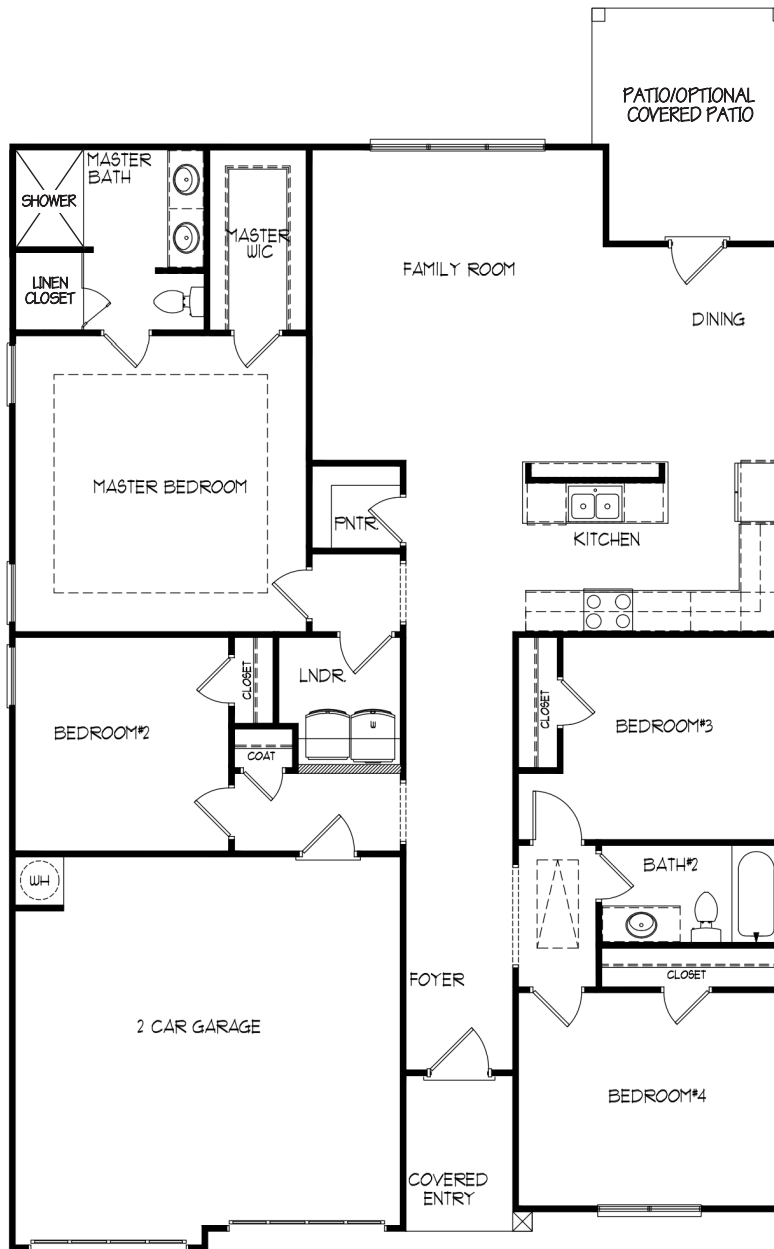 PATIO/OPTIONAL
COVERED PATIO
MASTER
BATH
SHOWER
MASTER
WIC
LINEN
CLOSET
FAMILY ROOM
DINING
MASTER BEDROOM
PNTR.
KITCHEN
LNDR.
CLOSET
BEDROOM#2
COAT
W
CLOSET
BEDROOM#3
WH
BATH#2
CLOSET
FOYER
2 CAR GARAGE
BEDROOM#4
COVERED
ENTRY